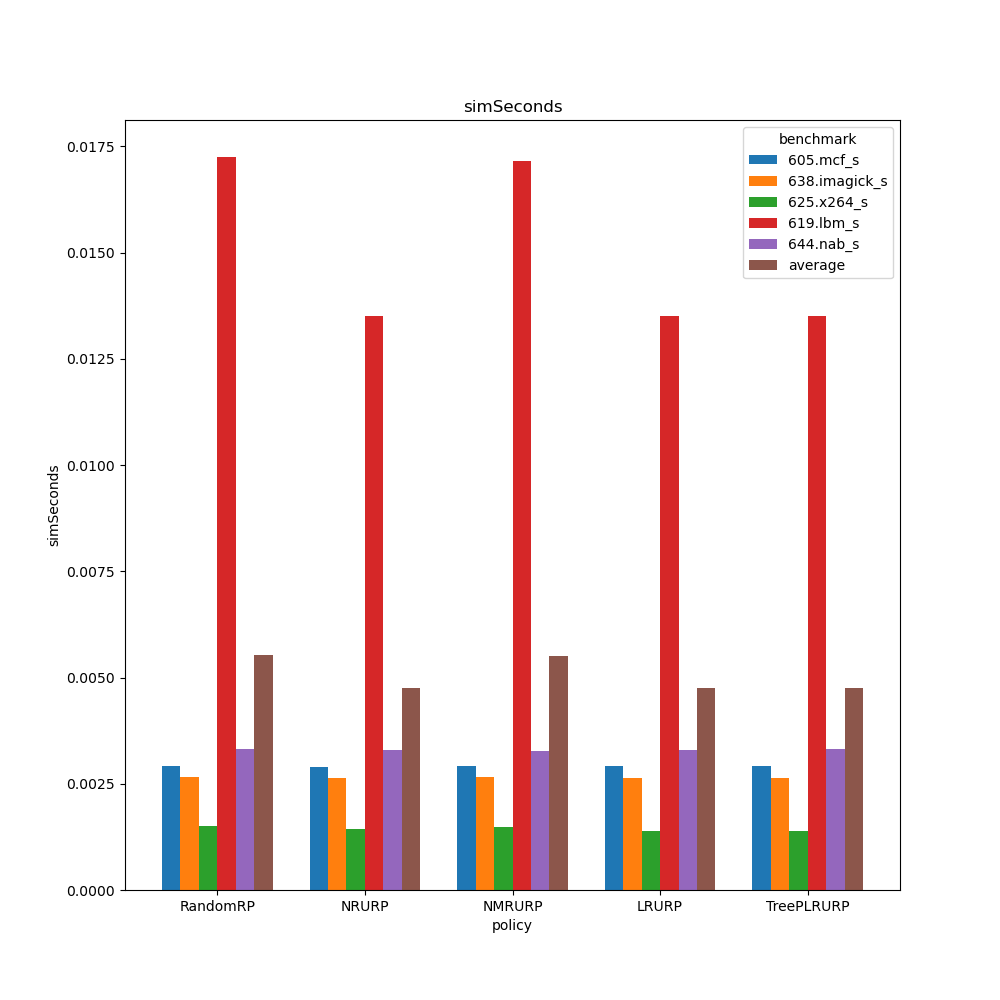 simSeconds
0.0175
0.0150
0.0125
0.0100
0.0075
0.0050
0.0025
0.0000
simSeconds
benchmark
605.mcf_s
638.imagick_s
625.x264_s
619.lbm_s
644.nab_s
average
RandomRP
NRURP
NMRURP
LRURP
TreePLRURP
policy